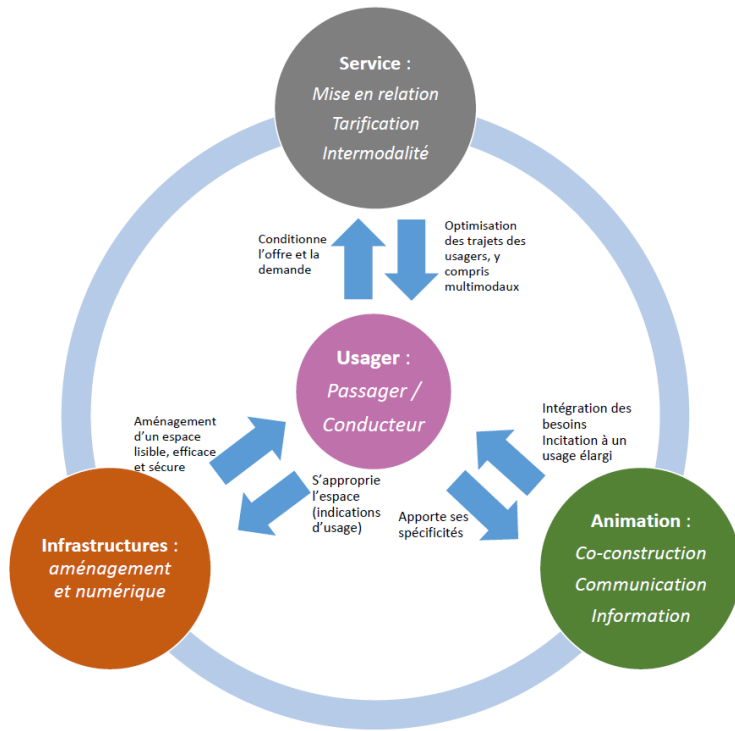 Service :
Mise en relation
Tarification
Intermodalité
Conditionne
l’offre et la
demande
Optimisation
des trajets des
usagers, y
compris
multimodaux
Usager :
Passager /
Conducteur
Aménagement
d’un espace
lisible, efficace
et sécure
S’approprie
l’espace
(indications
d’usage)
Intégration des
besoins
Incitation à un
usage élargi
Apporte ses
spécificités
Infrastructures :
aménagement
et numérique
Animation :
Co-construction
Communication
Information